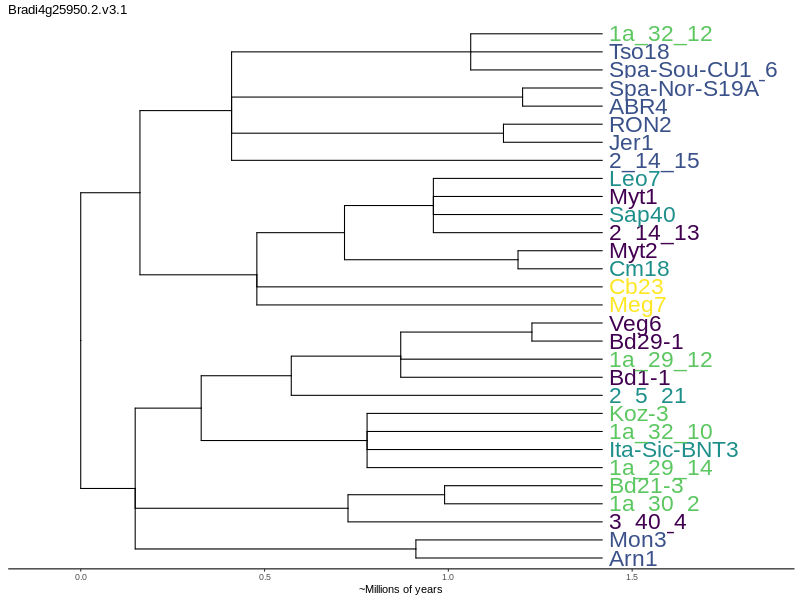 Bradi4g25950.2.v3.1
1a_32_12
Tso18
Spa-Sou-CU1_6
Spa-Nor-S19A_
ABR4
RON2
Jer1
2_14_15
Leo7
Myt1
Sap40
2_14_13
Myt2
Cm18
Cb23
Meg7
Veg6
Bd29-1
1a_29_12
Bd1-1
2_5_21
Koz-3
1a_32_10
Ita-Sic-BNT3
1a_29_14
Bd21-3
1a_30_2
3_40_4
Mon3
Arn1
0.0 0.5 1.0 1.5
~Millions of years